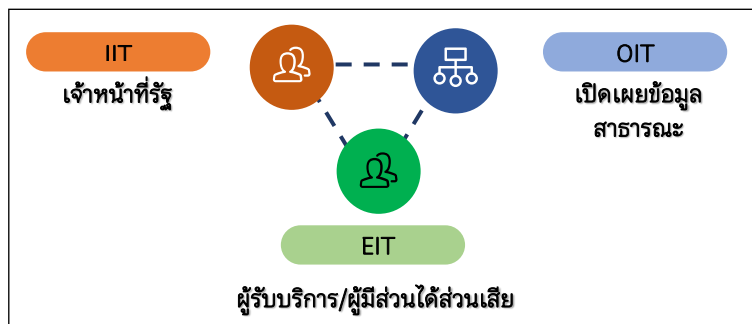 IIT
เจ้าหน้าที่รัฐ
OIT
เปิดเผยข้อมูล
สาธารณะ
EIT
ผู้รับบริการ/ผู้มีส่วนได้ส่วนเสีย